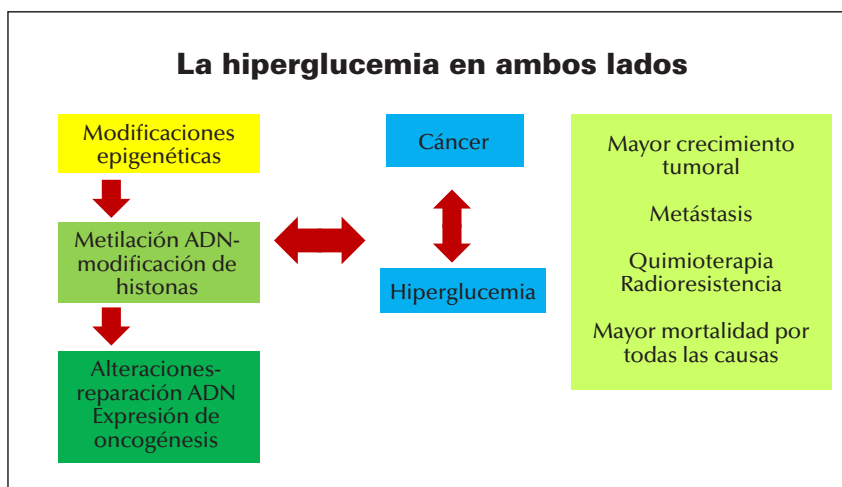 La hiperglucemia en ambos lados
Modificaciones
epigenéticas
Metilación ADN-
modificación de
histonas
Alteraciones-
reparación ADN
Expresión de
oncogénesis
Cáncer
Hiperglucemia
Mayor crecimiento
tumoral
Metástasis
Quimioterapia
Radioresistencia
Mayor mortalidad por
todas las causas